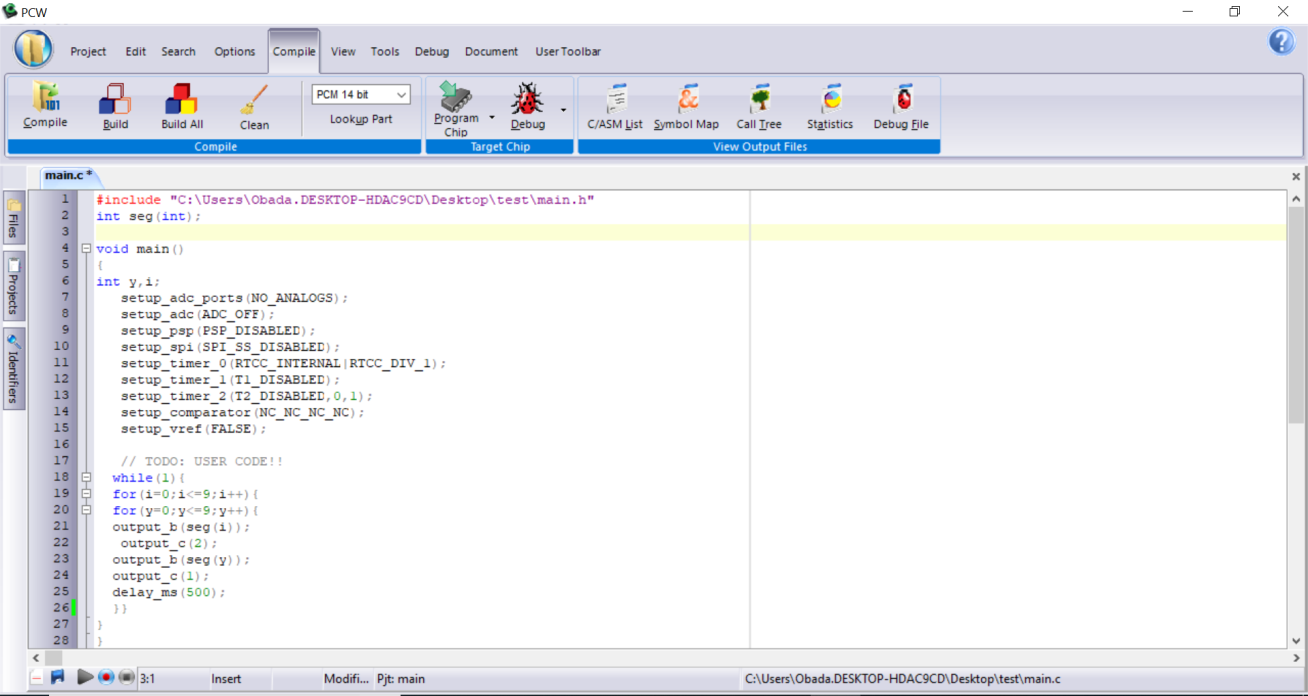 PCW
Project Edit Search Options Compile View Tools Debug Document User Toolbar
101
Compile Build Build All Clean
PCM 14 bit
Lookup Part
Program Chip Debug
C/ASM List Symbol Map Call Tree Statistics Debug File
Compile Target Chip View Output Files
main.c *
Files
Projects
Identifiers
1 #include "C:\Users\Obada.DESKTOP-HDAC9CD\Desktop\test\main.h"
2 int seg(int);
3
4 void main()
5 {
6 int y,i;
7 setup_adc_ports(NO_ANALOGS);
8 setup_adc(ADC_OFF);
9 setup_psp(PSP_DISABLED);
10 setup_spi(SPI_SS_DISABLED);
11 setup_timer_0(RTCC_INTERNAL|RTCC_DIV_1);
12 setup_timer_1(T1_DISABLED);
13 setup_timer_2(T2_DISABLED,0,1);
14 setup_comparator(NC_NC_NC_NC);
15 setup_vref(FALSE);
16
17 // TODO: USER CODE!!
18 while(1){
19 for(i=0;i<=9;i++){
20 for(y=0;y<=9;y++){
21 output_b(seg(i));
22 output_c(2);
23 output_b(seg(y));
24 output_c(1);
25 delay_ms(500);
26 }}
27 }
28 }
3:1 Insert Modifi... Pjt: main C:\Users\Obada.DESKTOP-HDAC9CD\Desktop\test\main.c